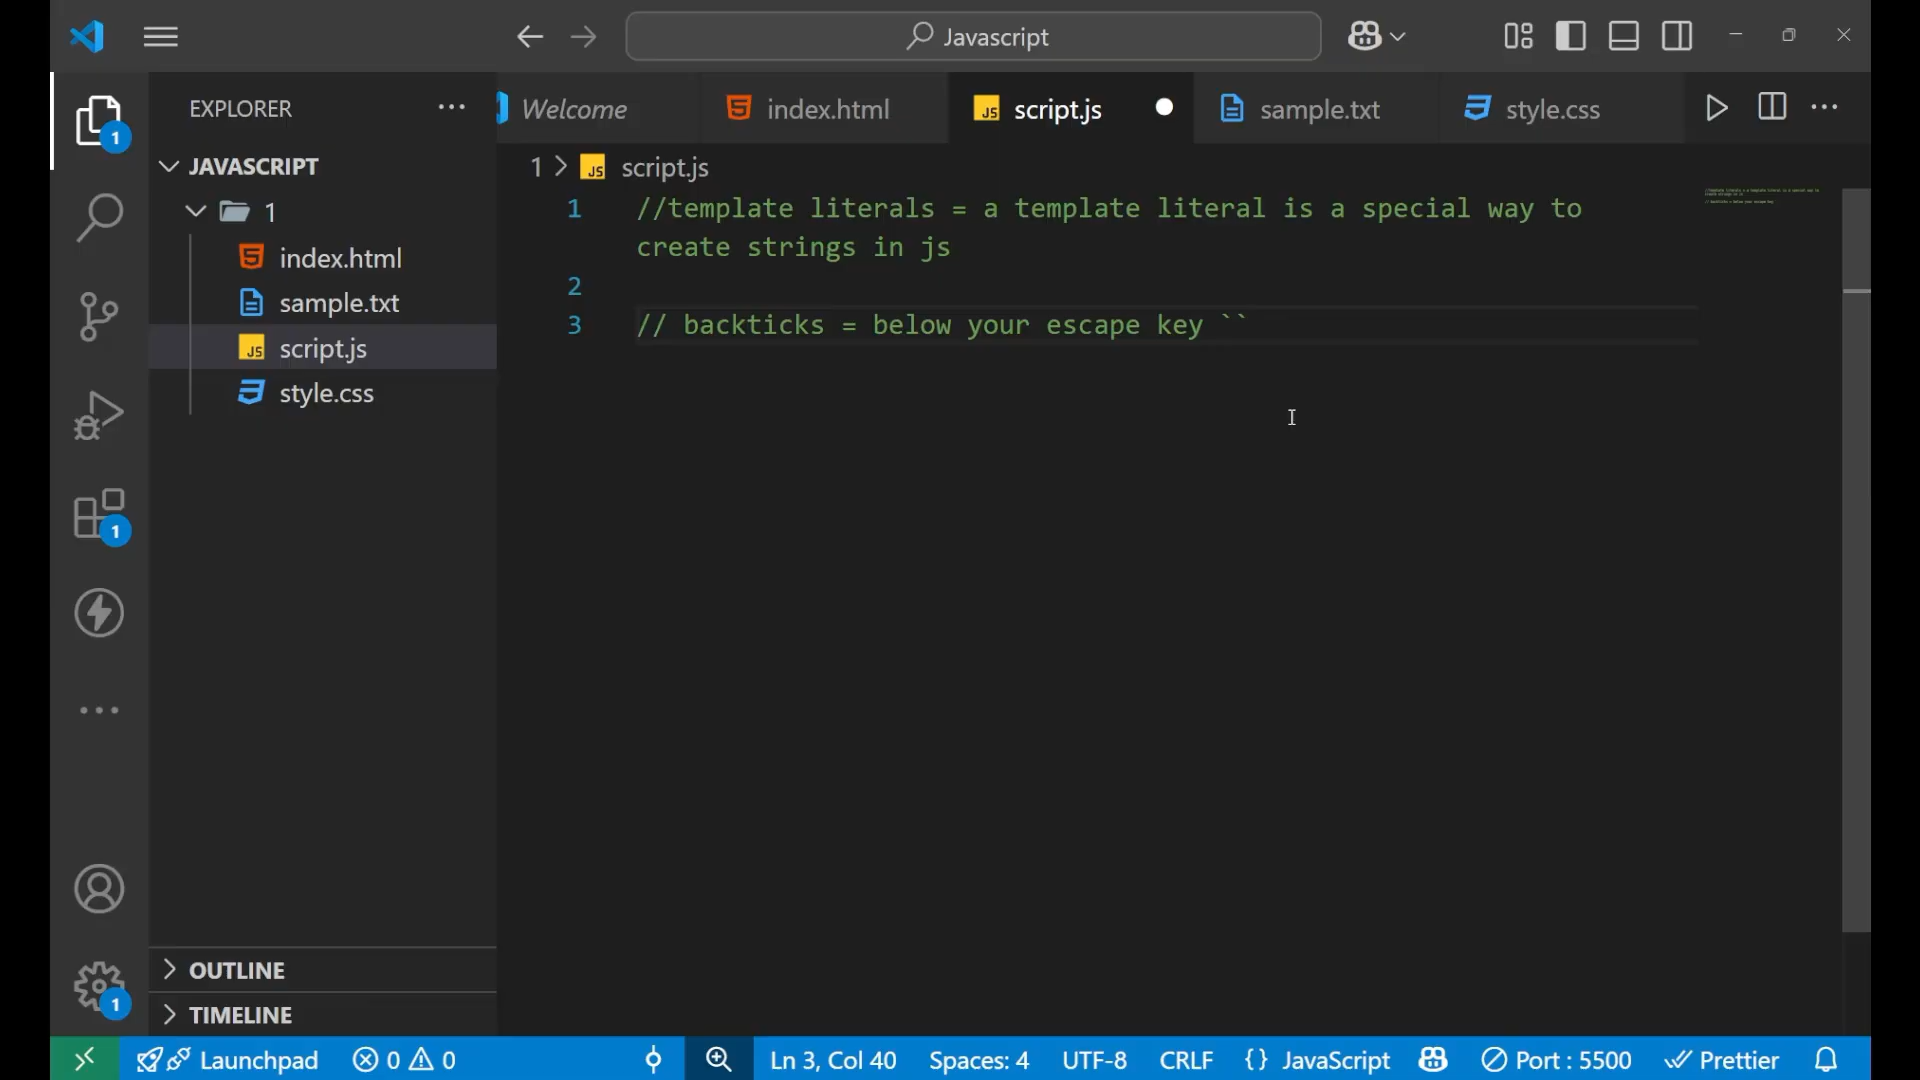 Javascript
EXPLORER
Welcome
index.html
script.js
sample.txt
style.css
JAVASCRIPT
1
index.html
sample.txt
script.js
style.css
1 > script.js
1 //template literals = a template literal is a special way to
create strings in js
2
3 // backticks = below your escape key ``
1
1
1
OUTLINE
TIMELINE
Launchpad 0 0 Ln 3, Col 40 Spaces: 4 UTF-8 CRLF {} JavaScript Port : 5500 Prettier